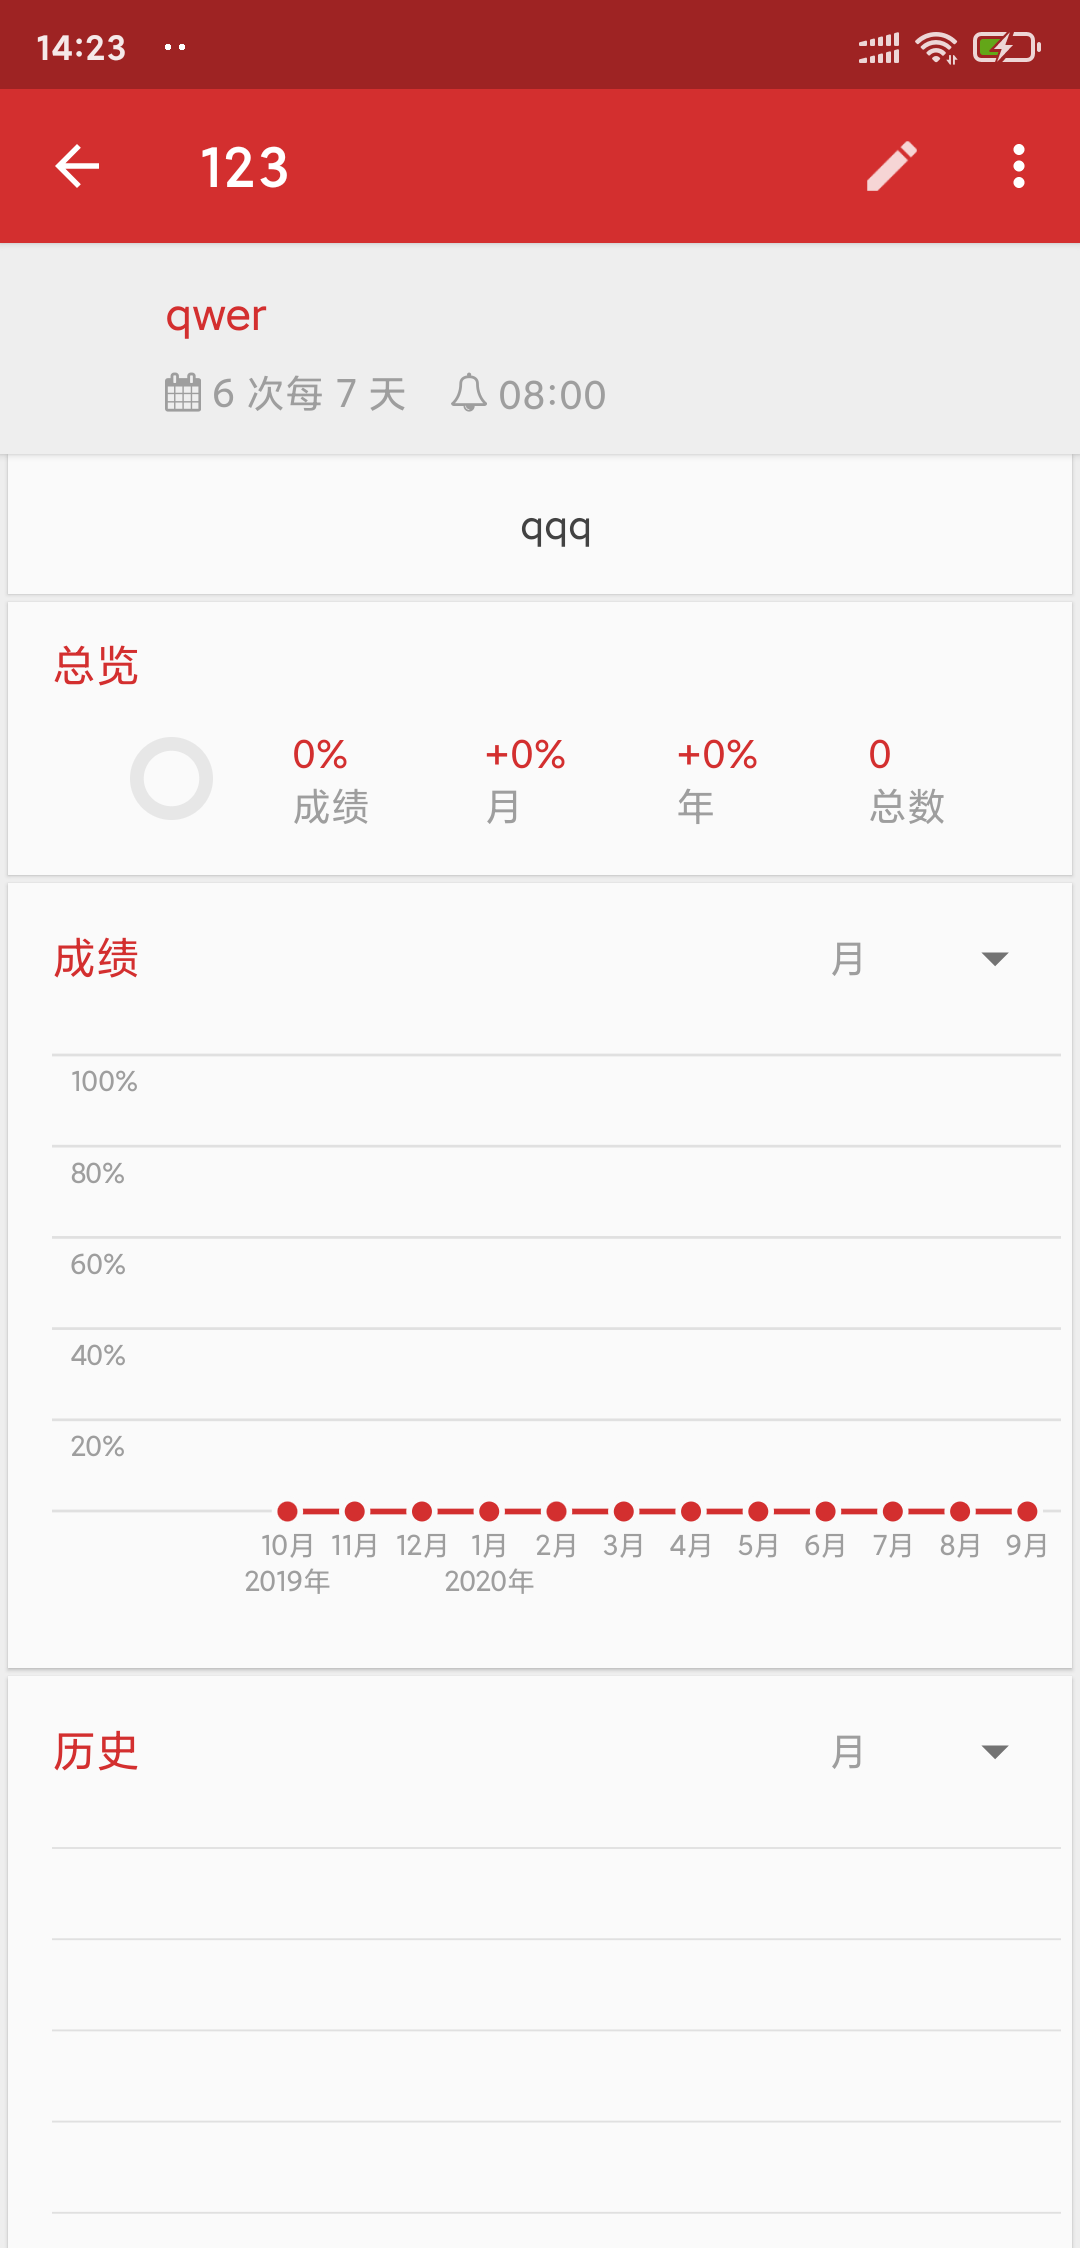 14:23
123
qwer
6 次每 7 天 08:00
qqq
总览
0% +0% +0% 0
成绩 月 年 总数
成绩 月
100%
80%
60%
40%
20%
10月 11月 12月 1月 2月 3月 4月 5月 6月 7月 8月 9月
2019年 2020年
历史 月